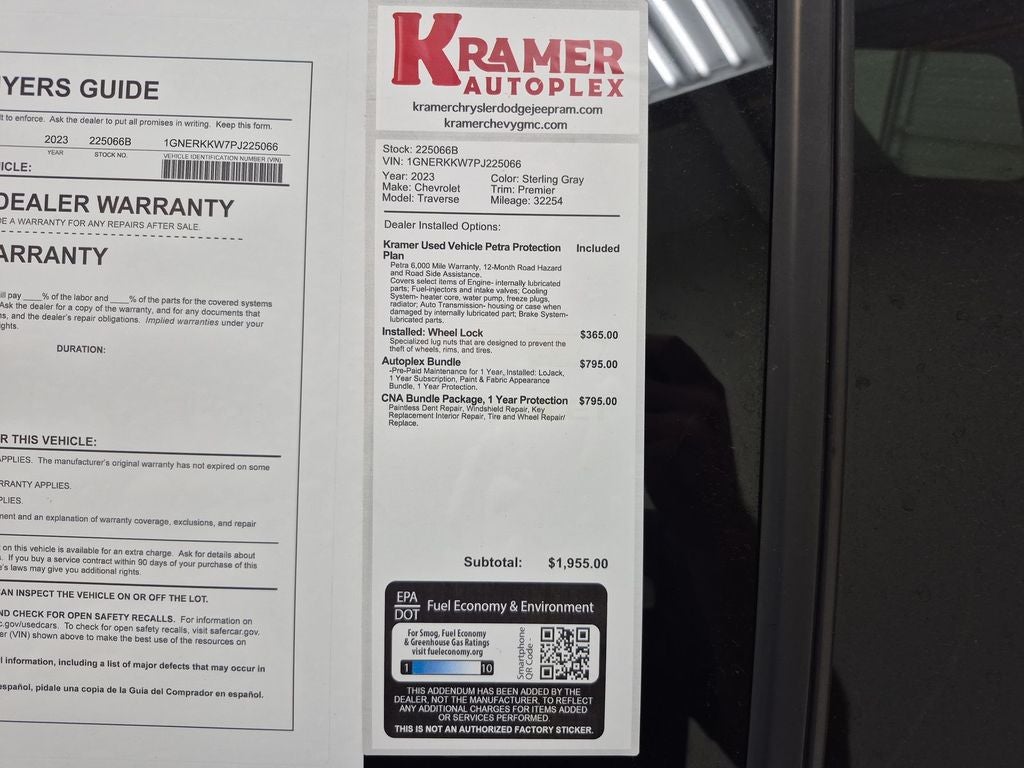 YERS GUIDE
lt to enforce. Ask the dealer to put all promises in writing. Keep this form.
2023 225066B 1GNERKKW7PJ225066
YEAR STOCK NO. VEHICLE IDENTIFICATION NUMBER (VIN)
ICLE:
DEALER WARRANTY
DE A WARRANTY FOR ANY REPAIRS AFTER SALE.
ARRANTY
ill pay ____% of the labor and ____% of the parts for the covered systems
Ask the dealer for a copy of the warranty, and for any documents that
s, and the dealer's repair obligations. Implied warranties under your
ghts.
DURATION:
R THIS VEHICLE:
APPLIES. The manufacturer's original warranty has not expired on some
RRANTY APPLIES.
PLIES.
ment and an explanation of warranty coverage, exclusions, and repair
on this vehicle is available for an extra charge. Ask for details about
. If you buy a service contract within 90 days of your purchase of this
e's laws may give you additional rights.
AN INSPECT THE VEHICLE ON OR OFF THE LOT.
ND CHECK FOR OPEN SAFETY RECALLS. For information on
c.gov/usedcars. To check for open safety recalls, visit safercar.gov.
er (VIN) shown above to make the best use of the resources on
l information, including a list of major defects that may occur in
español, pidale una copia de la Guia del Comprador en español.
KRAMER
AUTOPLEX
kramerchryslerdodgejeepram.com
kramerchevygmc.com
Stock: 225066B
VIN: 1GNERKKW7PJ225066
Year: 2023 Color: Sterling Gray
Make: Chevrolet Trim: Premier
Model: Traverse Mileage: 32254
Dealer Installed Options:
Kramer Used Vehicle Petra Protection Included
Plan
Petra 6,000 Mile Warranty, 12-Month Road Hazard
and Road Side Assistance.
Covers select items of Engine- internally lubricated
parts; Fuel-injectors and intake valves; Cooling
System- heater core, water pump, freeze plugs,
radiator; Auto Transmission- housing or case when
damaged by internally lubricated part; Brake System-
lubricated parts.
Installed: Wheel Lock $365.00
Specialized lug nuts that are designed to prevent the
theft of wheels, rims, and tires.
Autoplex Bundle $795.00
-Pre-Paid Maintenance for 1 Year, Installed: LoJack,
1 Year Subscription, Paint & Fabric Appearance
Bundle, 1 Year Protection.
CNA Bundle Package, 1 Year Protection $795.00
Paintless Dent Repair, Windshield Repair, Key
Replacement Interior Repair, Tire and Wheel Repair/
Replace.
Subtotal: $1,955.00
EPA
DOT Fuel Economy & Environment
For Smog, Fuel Economy
& Greenhouse Gas Ratings
visit fueleconomy.org
1 10
Smartphone
QR Code -
THIS ADDENDUM HAS BEEN ADDED BY THE
DEALER, NOT THE MANUFACTURER, TO REFLECT
ANY ADDITIONAL CHARGES FOR ITEMS ADDED
OR SERVICES PERFORMED.
THIS IS NOT AN AUTHORIZED FACTORY STICKER.